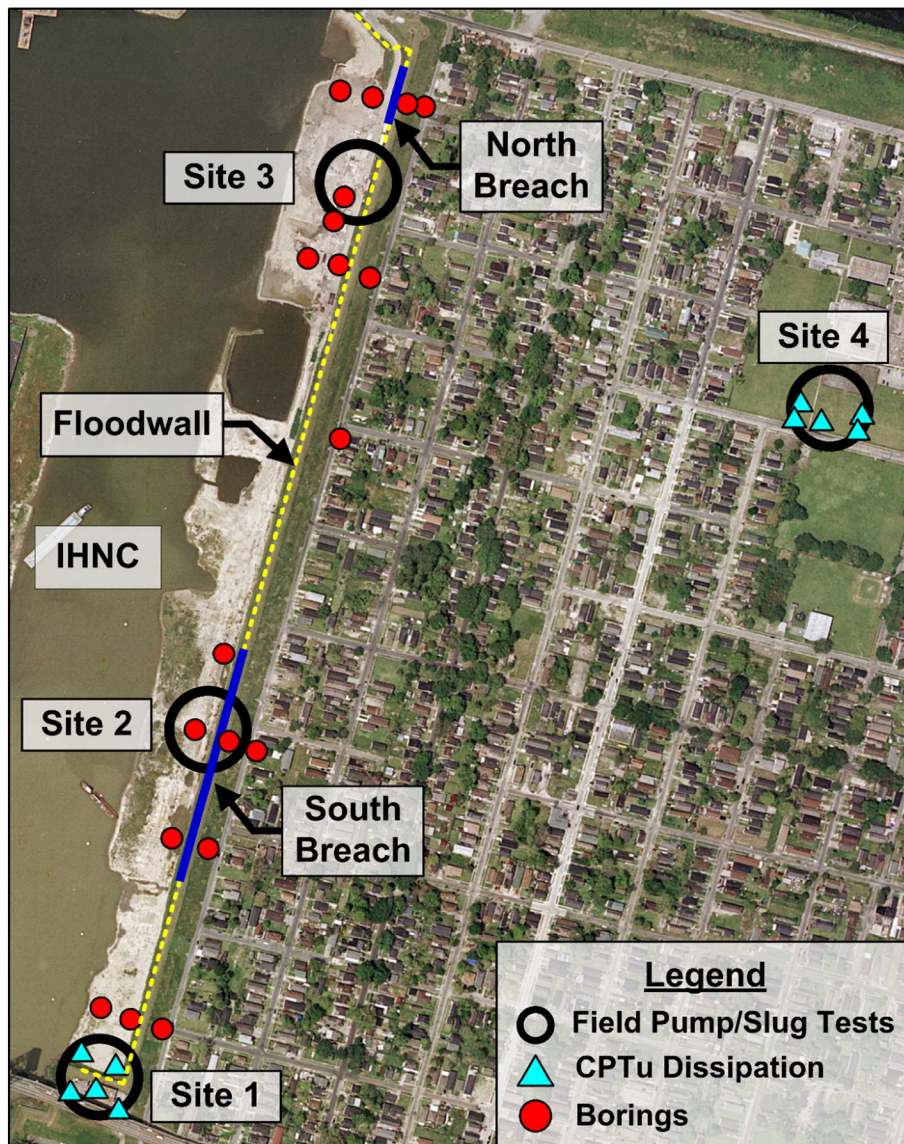 North
Breach
Site 3
Site 4
Floodwall
IHNC
Site 2
South
Breach
Site 1
Legend
Field Pump/Slug Tests
CPTu Dissipation
Borings